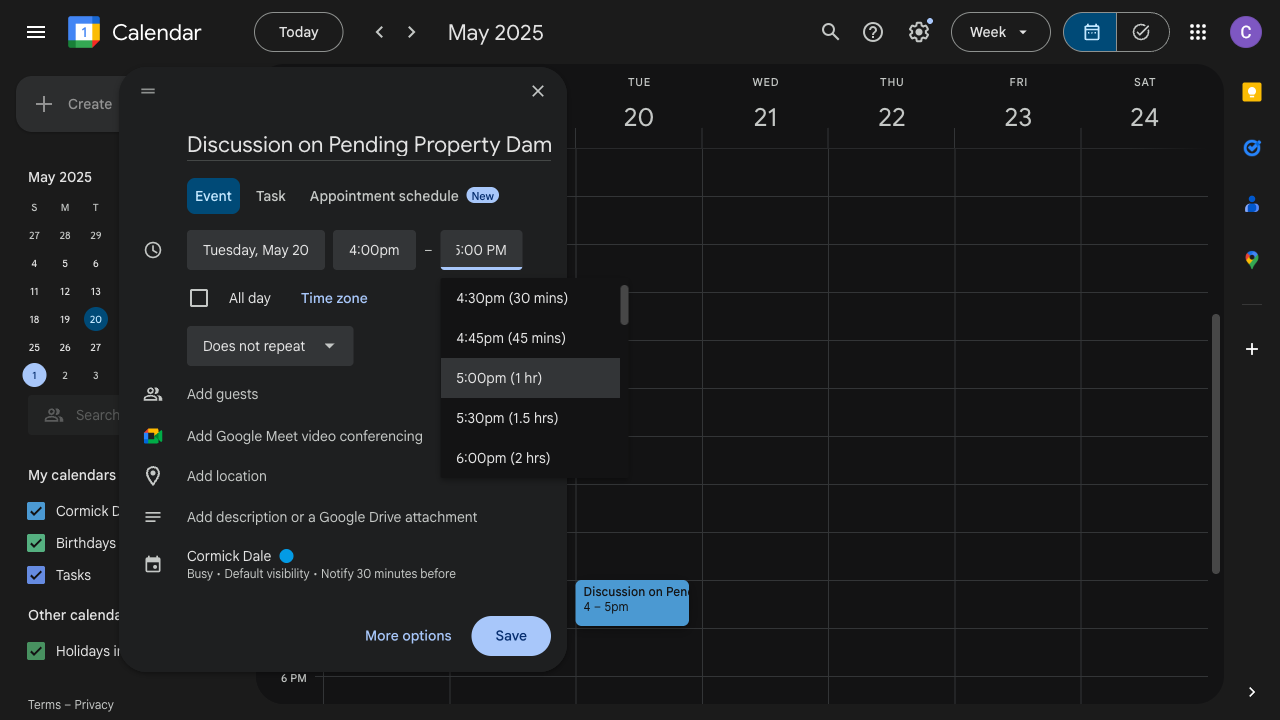 1 Calendar
Today
May 2025
Week
C
Create
May 2025
S M T
27 28 29
4 5 6
11 12 13
18 19 20
25 26 27
1 2 3
Search
My calendars
Cormick D
Birthdays
Tasks
Other calenda
Holidays in
Terms – Privacy
Discussion on Pending Property Dam
Event Task Appointment schedule New
Tuesday, May 20 4:00pm – 5:00 PM
All day Time zone
4:30pm (30 mins)
4:45pm (45 mins)
5:00pm (1 hr)
5:30pm (1.5 hrs)
6:00pm (2 hrs)
Does not repeat
Add guests
Add Google Meet video conferencing
Add location
Add description or a Google Drive attachment
Cormick Dale
Busy • Default visibility • Notify 30 minutes before
More options Save
TUE WED THU FRI SAT
20 21 22 23 24
Discussion on Pen
4 – 5pm
6 PM